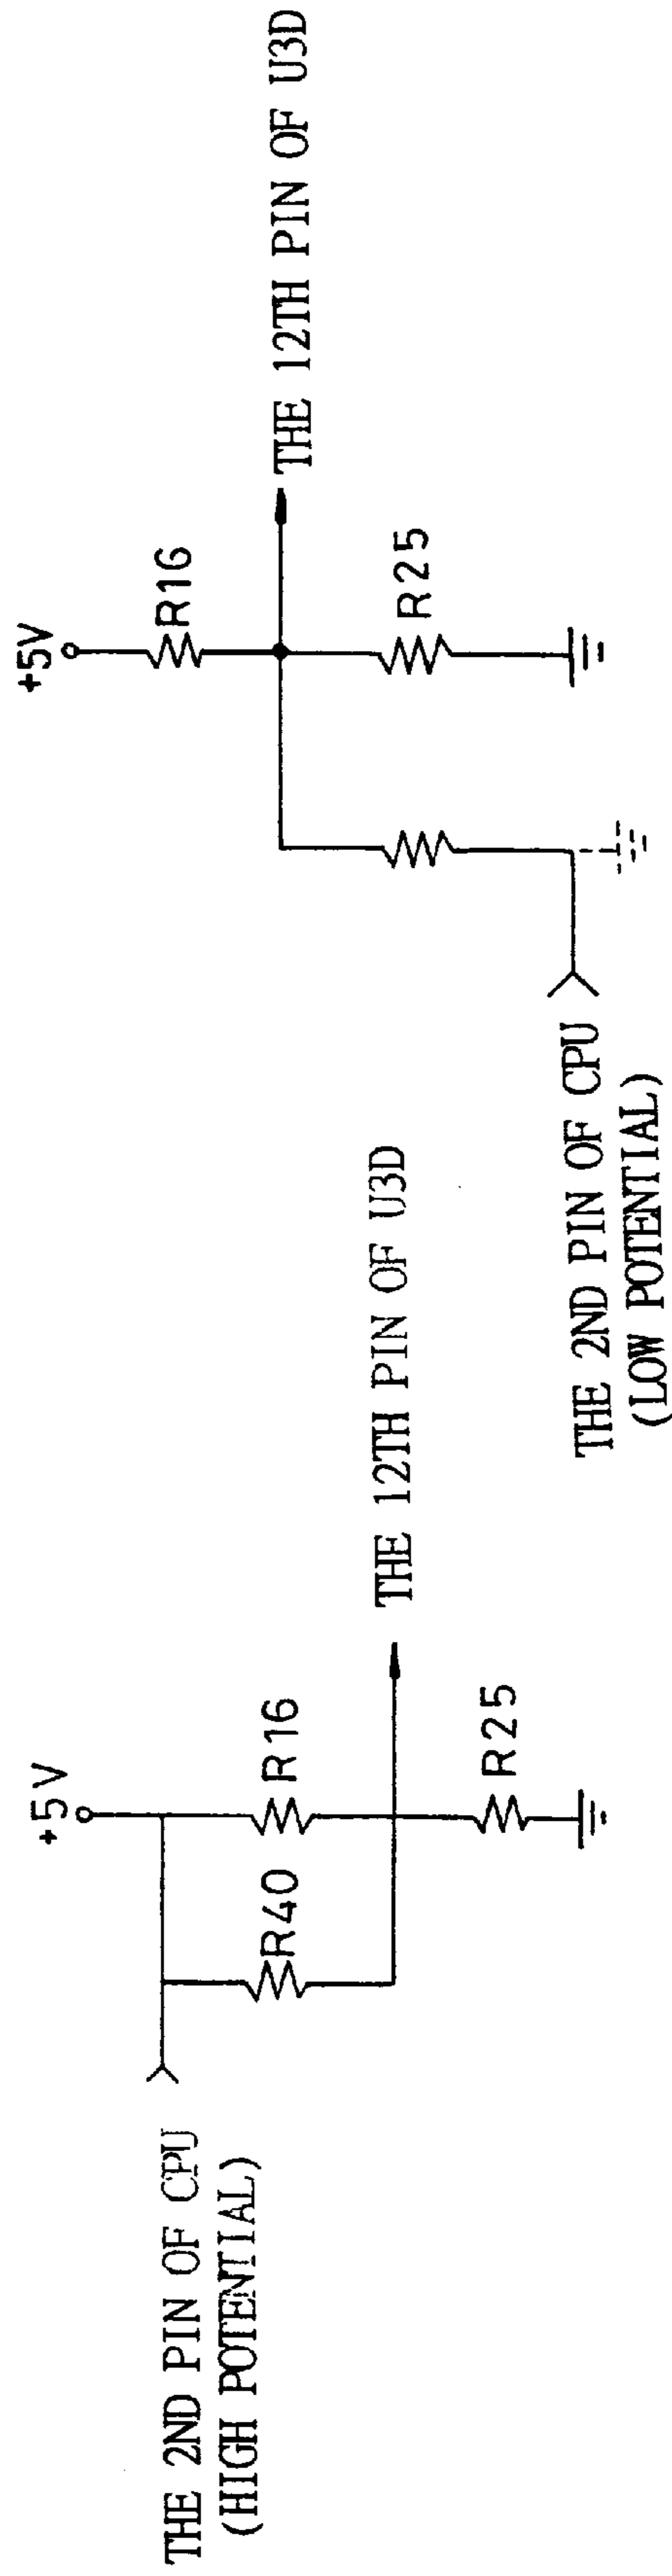 THE 2ND PIN OF CPU
(HIGH POTENTIAL)
+5V
R40
R16
R25
THE 12TH PIN OF U3D
+5V
R16
R25
THE 12TH PIN OF U3D
THE 2ND PIN OF CPU
(LOW POTENTIAL)